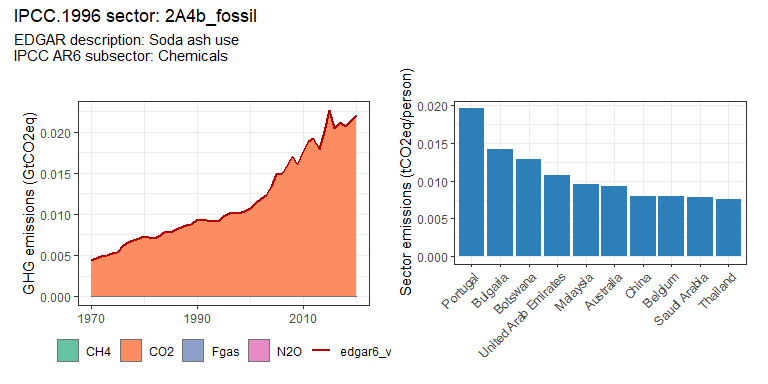 IPCC.1996 sector: 2A4b_fossil
EDGAR description: Soda ash use
IPCC AR6 subsector: Chemicals
GHG emissions (GtCO2eq)
0.020
0.015
0.010
0.005
0.000
1970
1990
2010
CH4
CO2
Fgas
N2O
edgar6_v
Sector emissions (tCO2eq/person)
0.020
0.015
0.010
0.005
0.000
Portugal
Bulgaria
Botswana
United Arab Emirates
Malaysia
Australia
China
Belgium
Saudi Arabia
Thailand